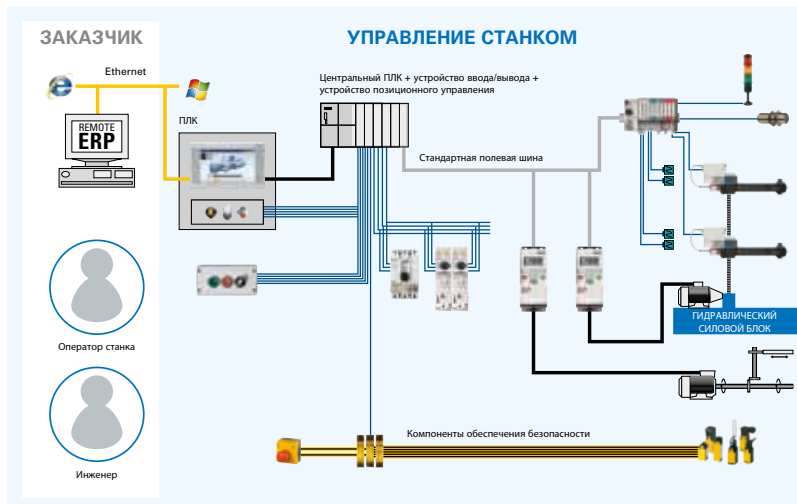 ЗАКАЗЧИК
УПРАВЛЕНИЕ СТАНКОМ
Ethernet
Центральный ПЛК + устройство ввода/вывода +
устройство позиционного управления
ПЛК
REMOTE
ERP
Стандартная полевая шина
ГИДРАВЛИЧЕСКИЙ
СИЛОВОЙ БЛОК
Оператор станка
Компоненты обеспечения безопасности
Инженер